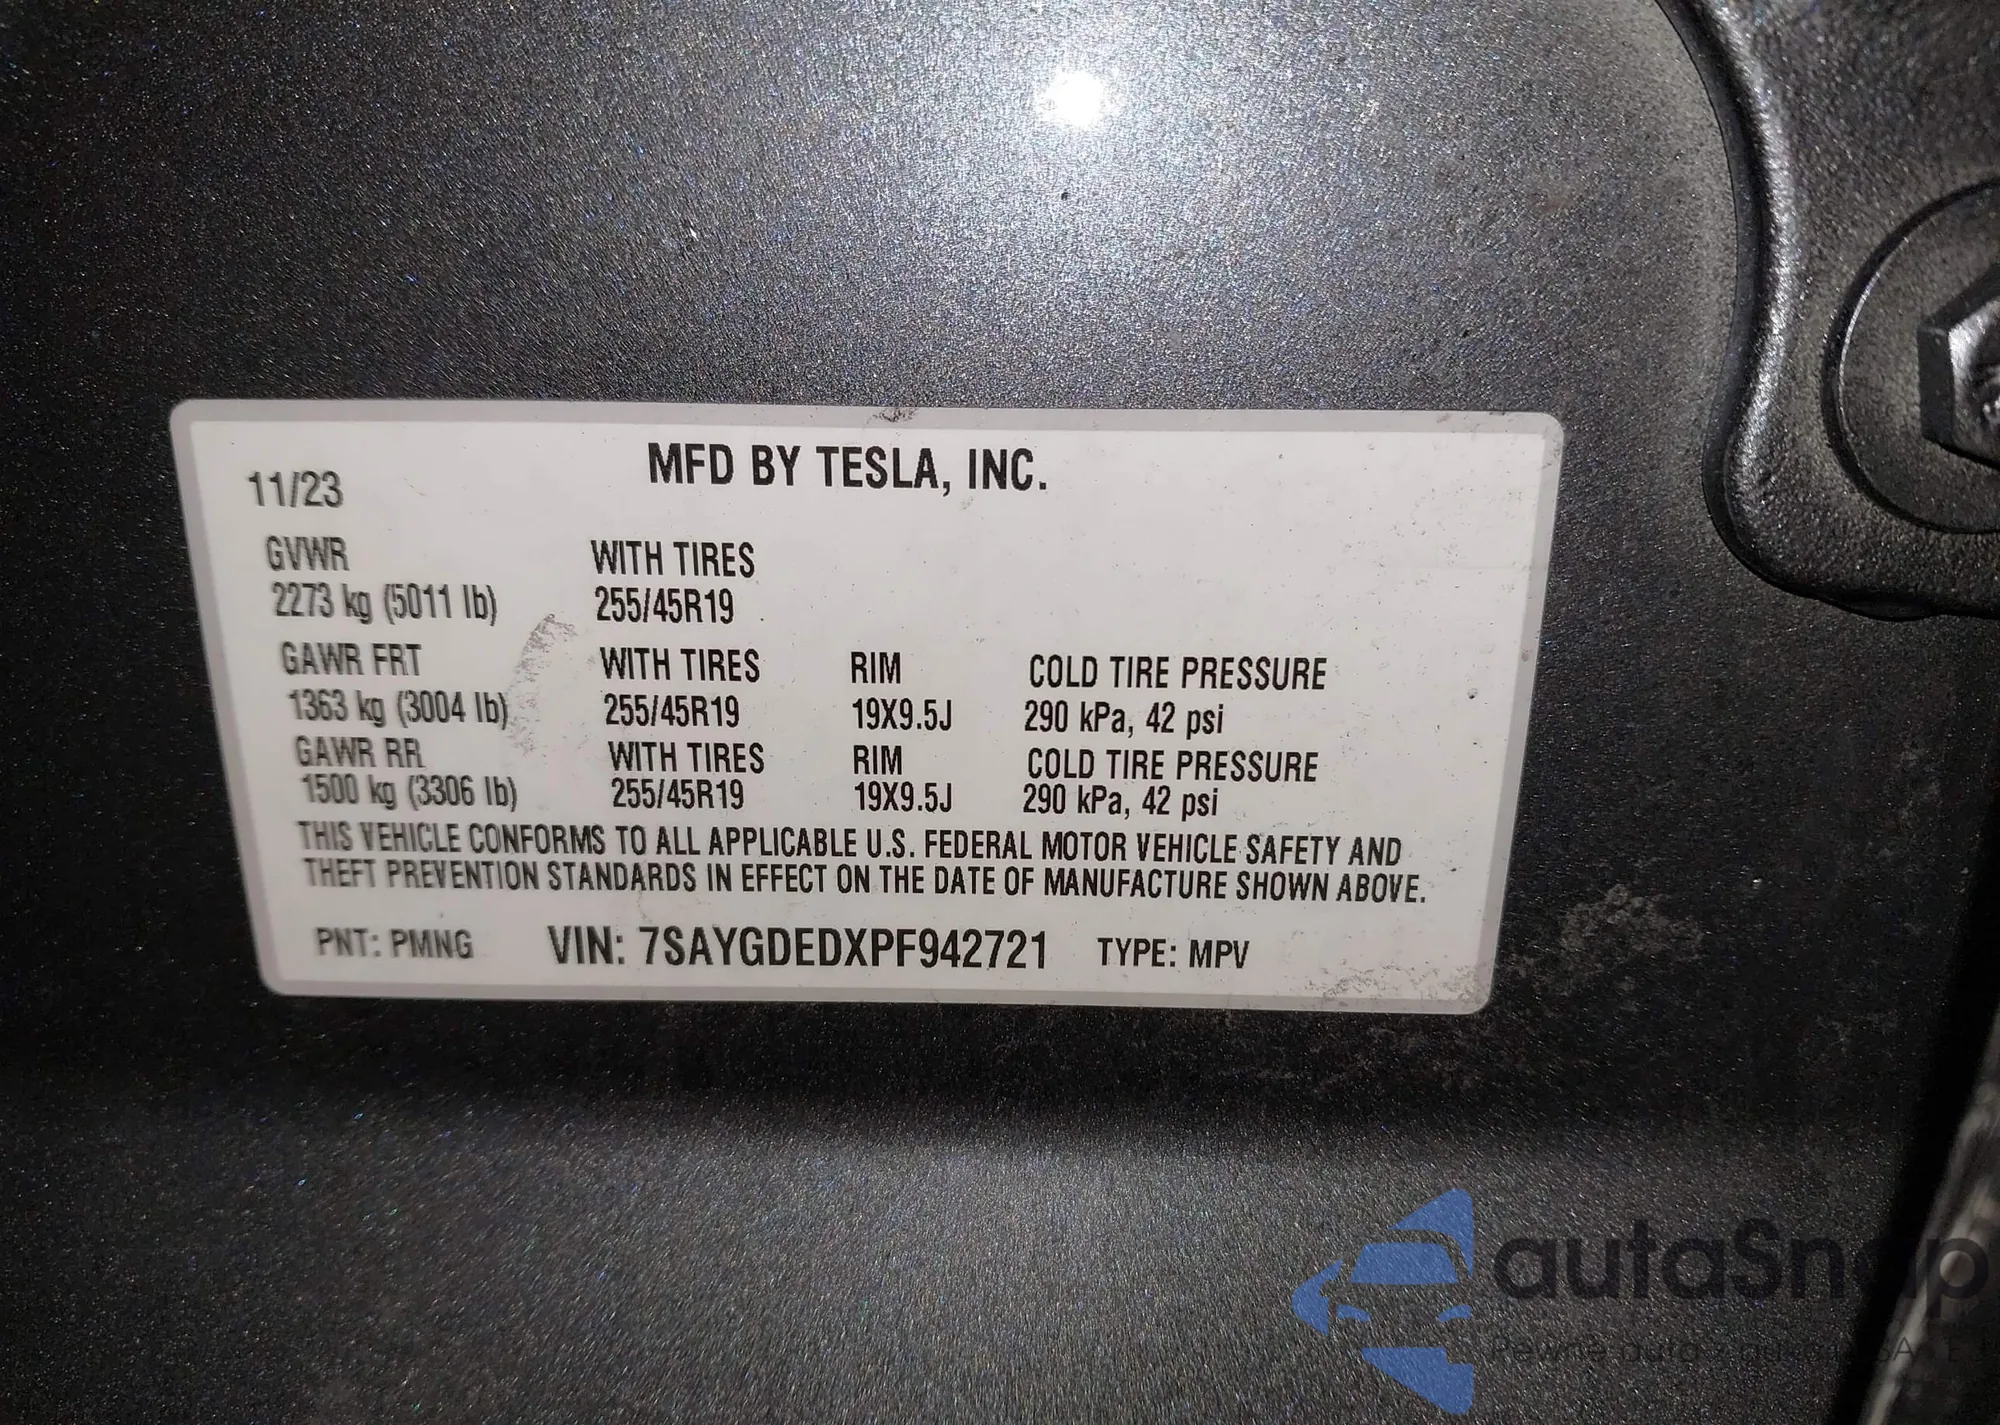 MFD BY TESLA, INC.
11/23
GVWR WITH TIRES
2273 kg (5011 lb) 255/45R19
GAWR FRT WITH TIRES RIM COLD TIRE PRESSURE
1363 kg (3004 lb) 255/45R19 19X9.5J 290 kPa, 42 psi
GAWR RR WITH TIRES RIM COLD TIRE PRESSURE
1500 kg (3306 lb) 255/45R19 19X9.5J 290 kPa, 42 psi
THIS VEHICLE CONFORMS TO ALL APPLICABLE U.S. FEDERAL MOTOR VEHICLE SAFETY AND
THEFT PREVENTION STANDARDS IN EFFECT ON THE DATE OF MANUFACTURE SHOWN ABOVE.
PNT: PMNG VIN: 7SAYGDEDXPF942721 TYPE: MPV
autaSnap
Pewne auta z